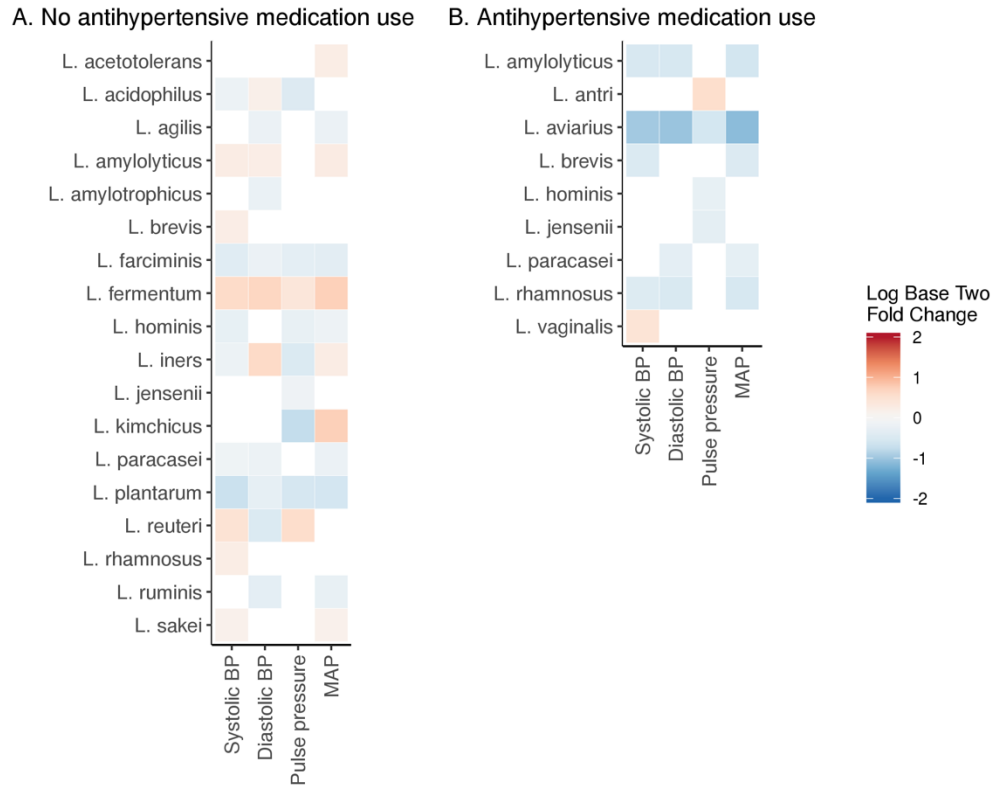 A. No antihypertensive medication use
L. acetotolerans
L. acidophilus
L. agilis
L. amylolyticus
L. amylotrophicus
L. brevis
L. farciminis
L. fermentum
L. hominis
L. iners
L. jensenii
L. kimchicus
L. paracasei
L. plantarum
L. reuteri
L. rhamnosus
L. ruminis
L. sakei
Systolic BP
Diastolic BP
Pulse pressure
MAP
B. Antihypertensive medication use
L. amylolyticus
L. antri
L. aviarius
L. brevis
L. hominis
L. jensenii
L. paracasei
L. rhamnosus
L. vaginalis
Systolic BP
Diastolic BP
Pulse pressure
MAP
Log Base Two
Fold Change
2
1
0
-1
-2